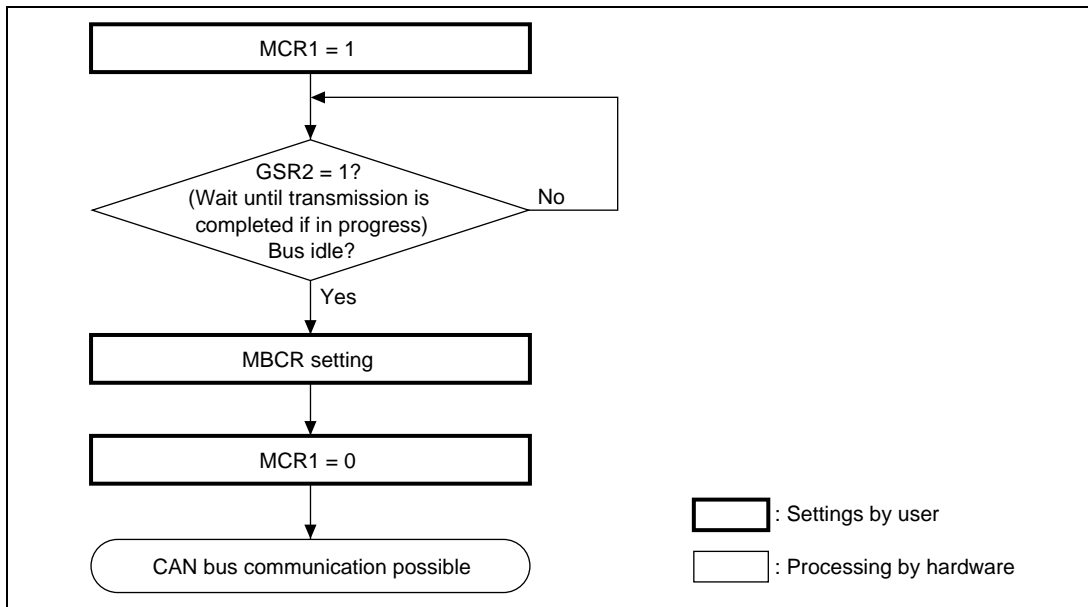 MCR1 = 1
GSR2 = 1?
(Wait until transmission is
completed if in progress)
Bus idle?
No
Yes
MBCR setting
MCR1 = 0
CAN bus communication possible
: Settings by user
: Processing by hardware